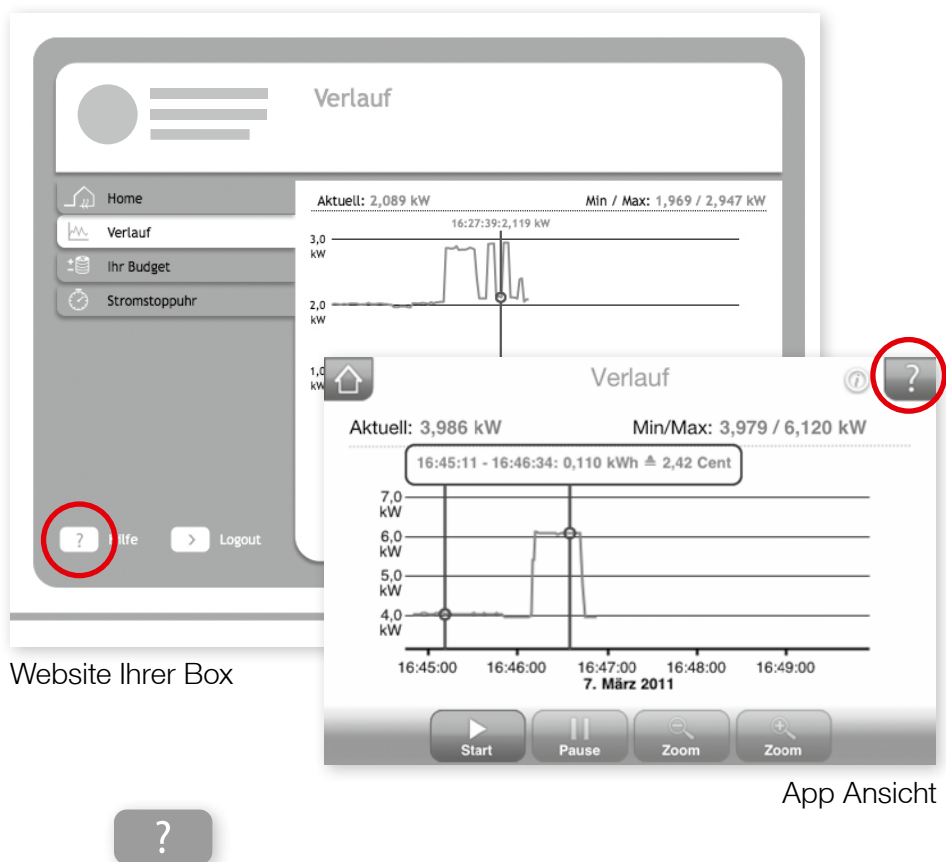 Verlauf
Home
Verlauf
Ihr Budget
Stromstoppuhr
? Hilfe
> Logout
Aktuell: 2,089 kW Min / Max: 1,969 / 2,947 kW
16:27:39:2,119 kW
3,0
kW
2,0
kW
1,0
kW
Verlauf
i
?
Aktuell: 3,986 kW Min/Max: 3,979 / 6,120 kW
16:45:11 - 16:46:34: 0,110 kWh ≙ 2,42 Cent
7,0
kW
6,0
kW
5,0
kW
4,0
kW
16:45:00 16:46:00 16:47:00 16:48:00 16:49:00
7. März 2011
Start Pause Zoom Zoom
Website Ihrer Box
App Ansicht
?